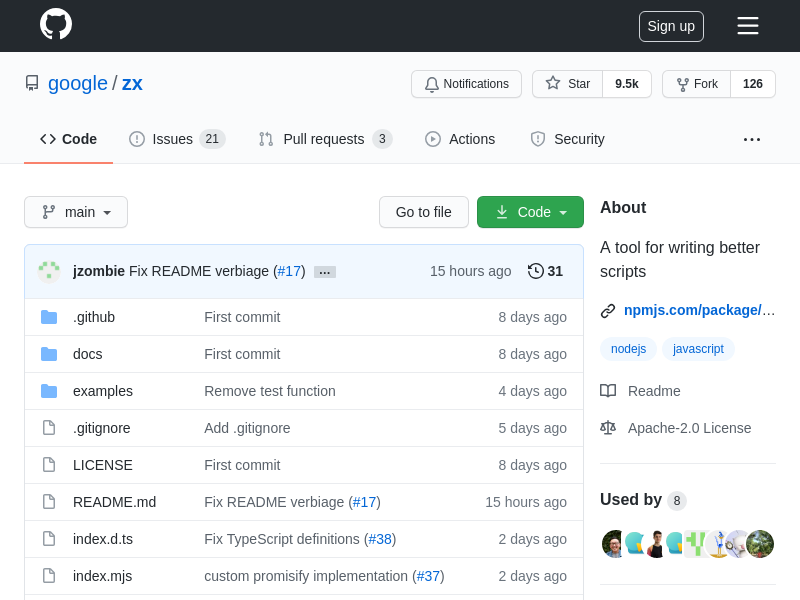 Sign up
google / zx
Notifications
Star 9.5k
Fork 126
Code
Issues 21
Pull requests 3
Actions
Security
main
Go to file
Code
jzombie Fix README verbiage (#17) … 15 hours ago 31
.github First commit 8 days ago
docs First commit 8 days ago
examples Remove test function 4 days ago
.gitignore Add .gitignore 5 days ago
LICENSE First commit 8 days ago
README.md Fix README verbiage (#17) 15 hours ago
index.d.ts Fix TypeScript definitions (#38) 2 days ago
index.mjs custom promisify implementation (#37) 2 days ago
About
A tool for writing better
scripts
npmjs.com/package/…
nodejs javascript
Readme
Apache-2.0 License
Used by 8